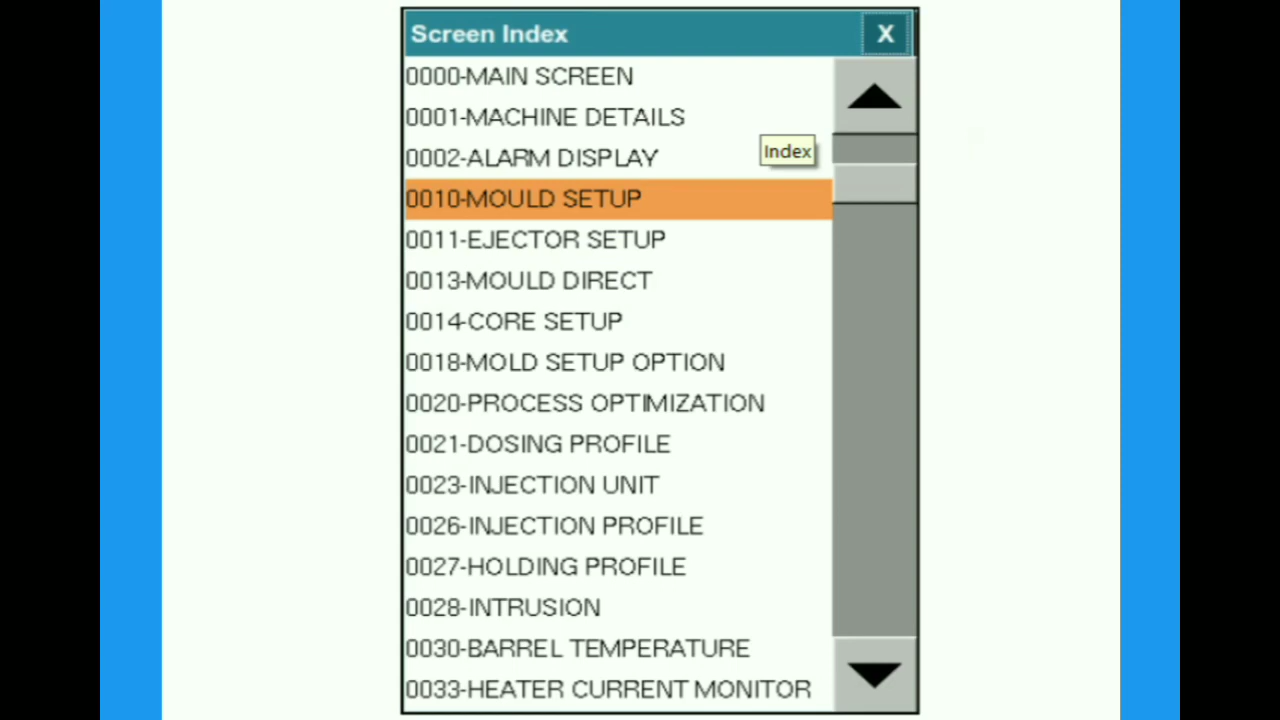 Screen Index X
0000-MAIN SCREEN
0001-MACHINE DETAILS
Index
0002-ALARM DISPLAY
0010-MOULD SETUP
0011-EJECTOR SETUP
0013-MOULD DIRECT
0014-CORE SETUP
0018-MOLD SETUP OPTION
0020-PROCESS OPTIMIZATION
0021-DOSING PROFILE
0023-INJECTION UNIT
0026-INJECTION PROFILE
0027-HOLDING PROFILE
0028-INTRUSION
0030-BARREL TEMPERATURE
0033-HEATER CURRENT MONITOR